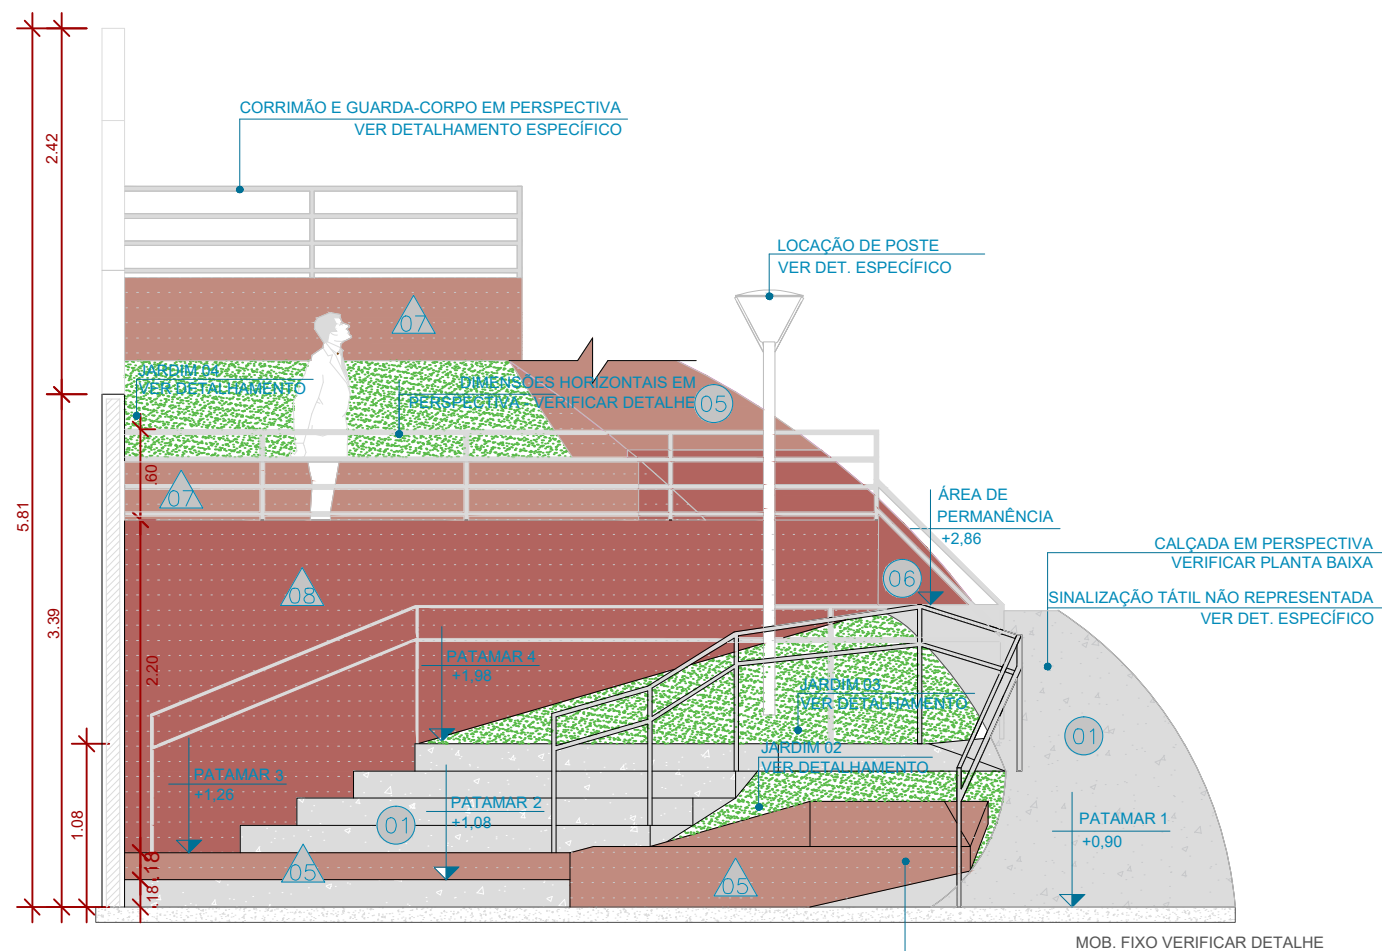 CORRIMÃO E GUARDA-CORPO EM PERSPECTIVA
VER DETALHAMENTO ESPECÍFICO
2.42
LOCAÇÃO DE POSTE
VER DET. ESPECÍFICO
07
JARDIM 04
VER DETALHAMENTO
DIMENSÕES HORIZONTAIS EM
PERSPECTIVA - VERIFICAR DETALHE
05
.60
07
5.81
ÁREA DE
PERMANÊNCIA
+2,86
CALÇADA EM PERSPECTIVA
VERIFICAR PLANTA BAIXA
SINALIZAÇÃO TÁTIL NÃO REPRESENTADA
VER DET. ESPECÍFICO
06
08
3.39
2.20
PATAMAR 4
+1,98
JARDIM 03
VER DETALHAMENTO
01
JARDIM 02
VER DETALHAMENTO
PATAMAR 3
+1,26
PATAMAR 2
+1,08
01
1.08
PATAMAR 1
+0,90
.18
.18
05
05
MOB. FIXO VERIFICAR DETALHE